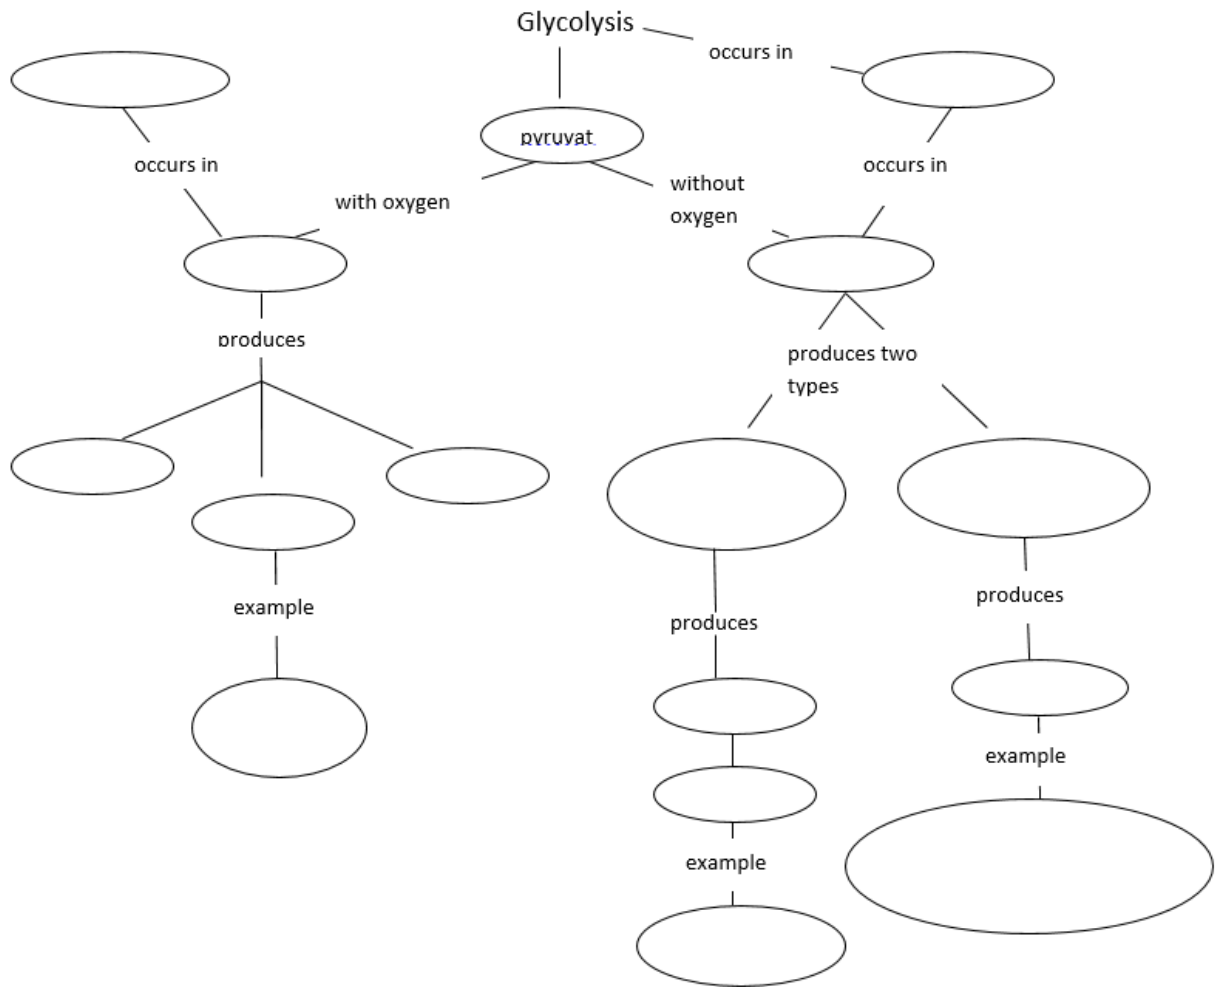 Glycolysis
occurs in
pyruvat
occurs in
occurs in
with oxygen
without
oxygen
produces
produces two
types
example
produces
produces
example
example